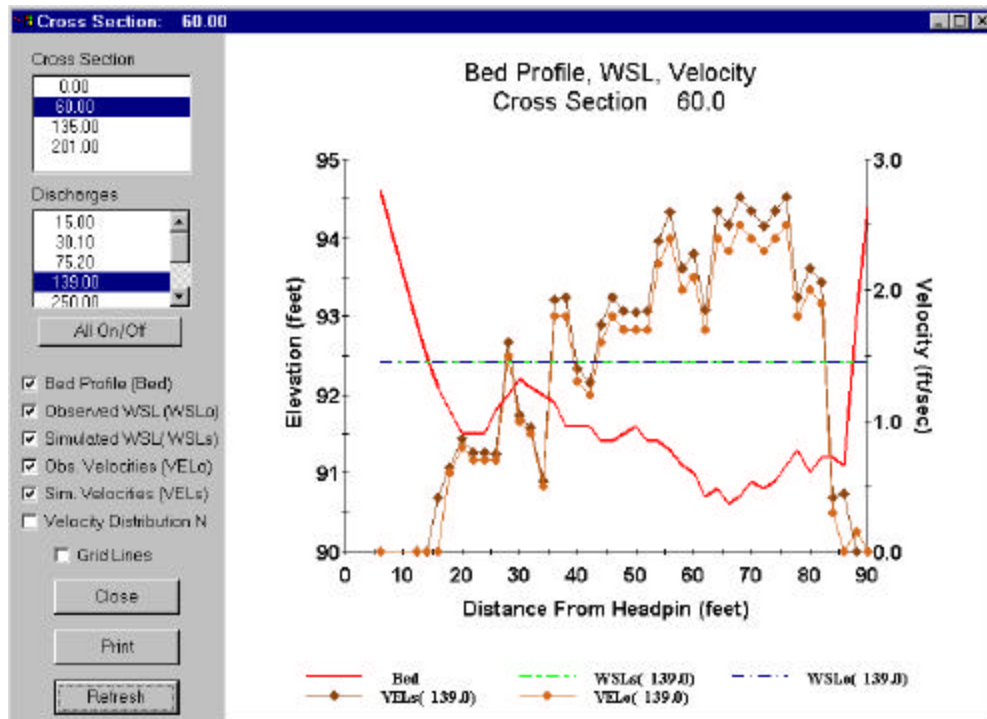 Cross Section: 60.00
Cross Section
0.00
60.00
135.00
201.00
Discharges
15.00
30.10
75.20
139.00
250.00
All On/Off
Bed Profile (Bed)
Observed WSL (WSLo)
Simulated WSL (WSLs)
Obs. Velocities (VELo)
Sim. Velocities (VELs)
Velocity Distribution N
Grid Lines
Close
Print
Refresh
Bed Profile, WSL, Velocity
Cross Section 60.0
Elevation (feet)
95
94
93
92
91
90
3.0
2.0
1.0
0.0
Velocity (ft/sec)
0 10 20 30 40 50 60 70 80 90
Distance From Headpin (feet)
Bed WSLs( 139.0) WSLo( 139.0)
VELs( 139.0) VELo( 139.0)